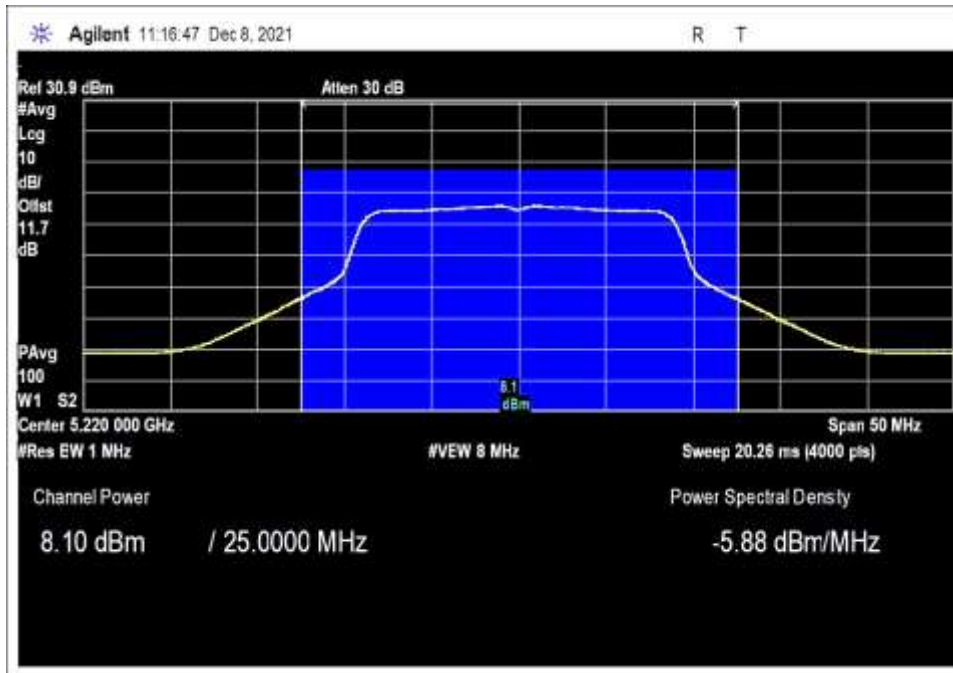 Agilent 11:16:47 Dec 8, 2021
R T
Ref 30.9 dBm
Atten 30 dB
#Avg
Log
10
dB/
Offst
11.7
dB
PAvg
100
W1 S2
8.1
dBm
Center 5.220 000 GHz
Span 50 MHz
#Res BW 1 MHz
#VBW 8 MHz
Sweep 20.26 ms (4000 pts)
Channel Power
Power Spectral Density
8.10 dBm / 25.0000 MHz
-5.88 dBm/MHz